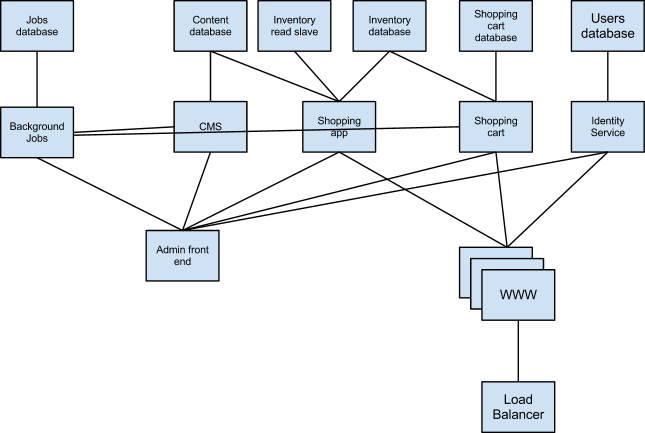 Jobs
database
Content
database
Inventory
read slave
Inventory
database
Shopping
cart
database
Users
database
Background
Jobs
CMS
Shopping
app
Shopping
cart
Identity
Service
Admin front
end
WWW
Load
Balancer